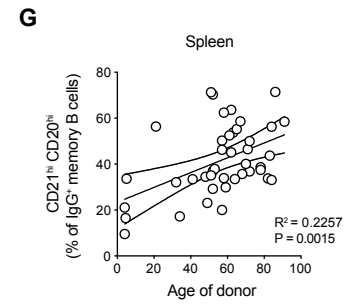 G
Spleen
CD21hi CD20hi
(% of IgG+ memory B cells)
80
60
40
20
0
R2 = 0.2257
P = 0.0015
0 20 40 60 80 100
Age of donor